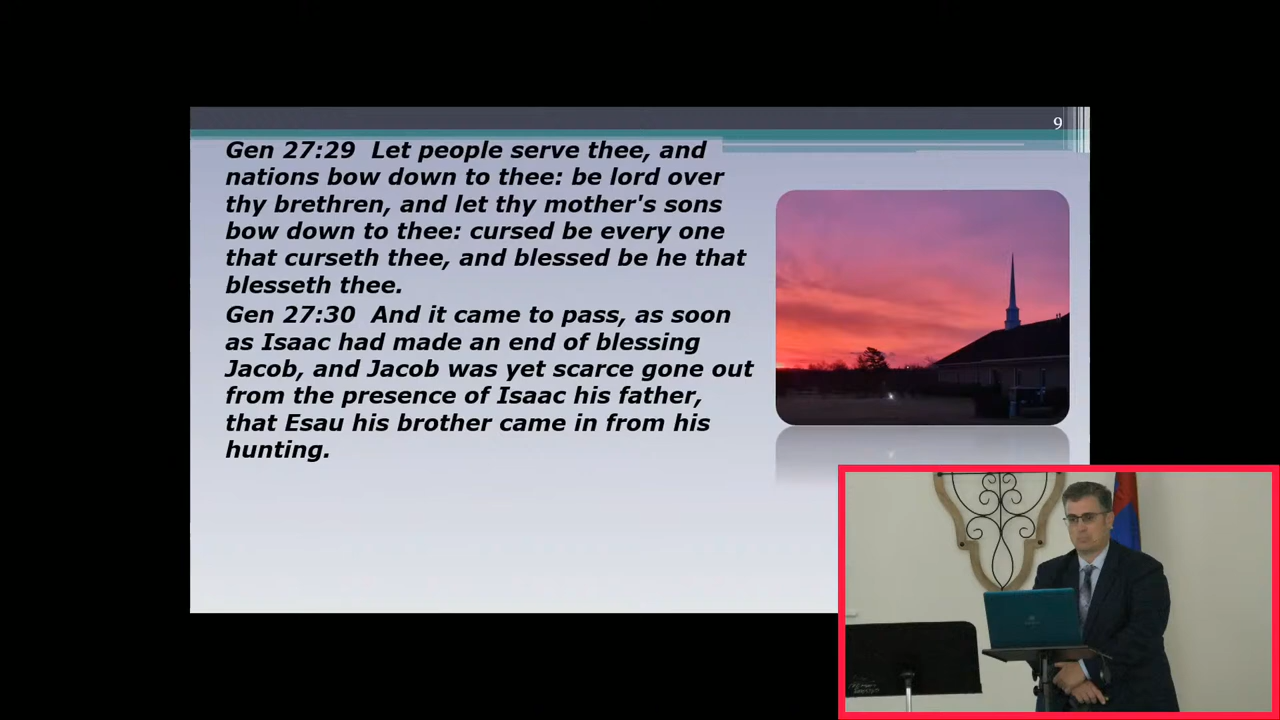 9
Gen 27:29  Let people serve thee, and
nations bow down to thee: be lord over
thy brethren, and let thy mother's sons
bow down to thee: cursed be every one
that curseth thee, and blessed be he that
blesseth thee.
Gen 27:30  And it came to pass, as soon
as Isaac had made an end of blessing
Jacob, and Jacob was yet scarce gone out
from the presence of Isaac his father,
that Esau his brother came in from his
hunting.